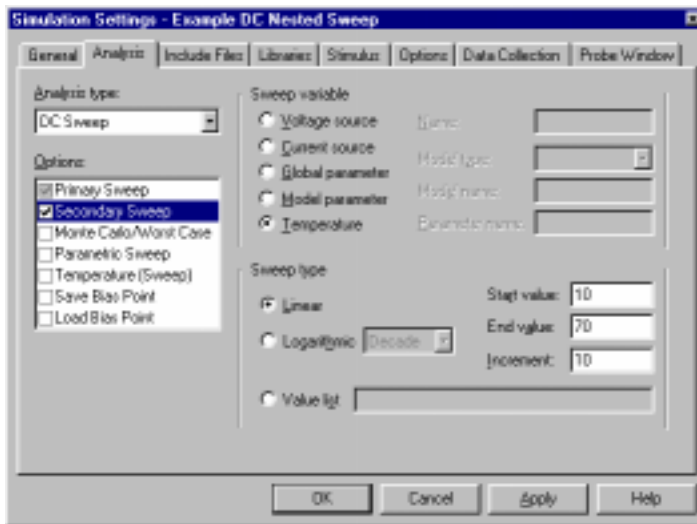 Simulation Settings - Example DC Nested Sweep
General Analysis Include Files Libraries Stimulus Options Data Collection Probe Window
Analysis type:
DC Sweep
Options:
Primary Sweep
Secondary Sweep
Monte Carlo/Worst Case
Parametric Sweep
Temperature (Sweep)
Save Bias Point
Load Bias Point
Sweep variable
Voltage source
Current source
Global parameter
Model parameter
Temperature
Name:
Model type:
Model name:
Parameter name:
Sweep type
Linear
Logarithmic Decade
Value list
Start value: 10
End value: 70
Increment: 10
OK Cancel Apply Help